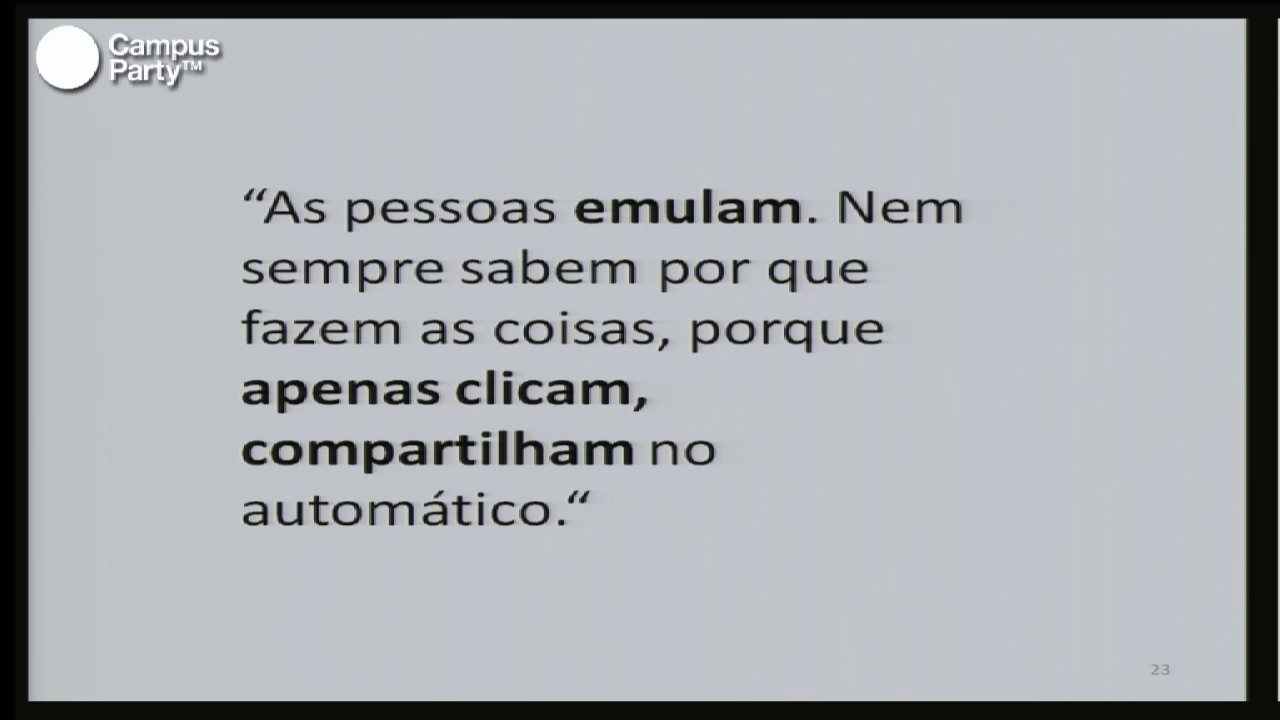 Campus
Party™
“As pessoas emulam. Nem
sempre sabem por que
fazem as coisas, porque
apenas clicam,
compartilham no
automático.“
23